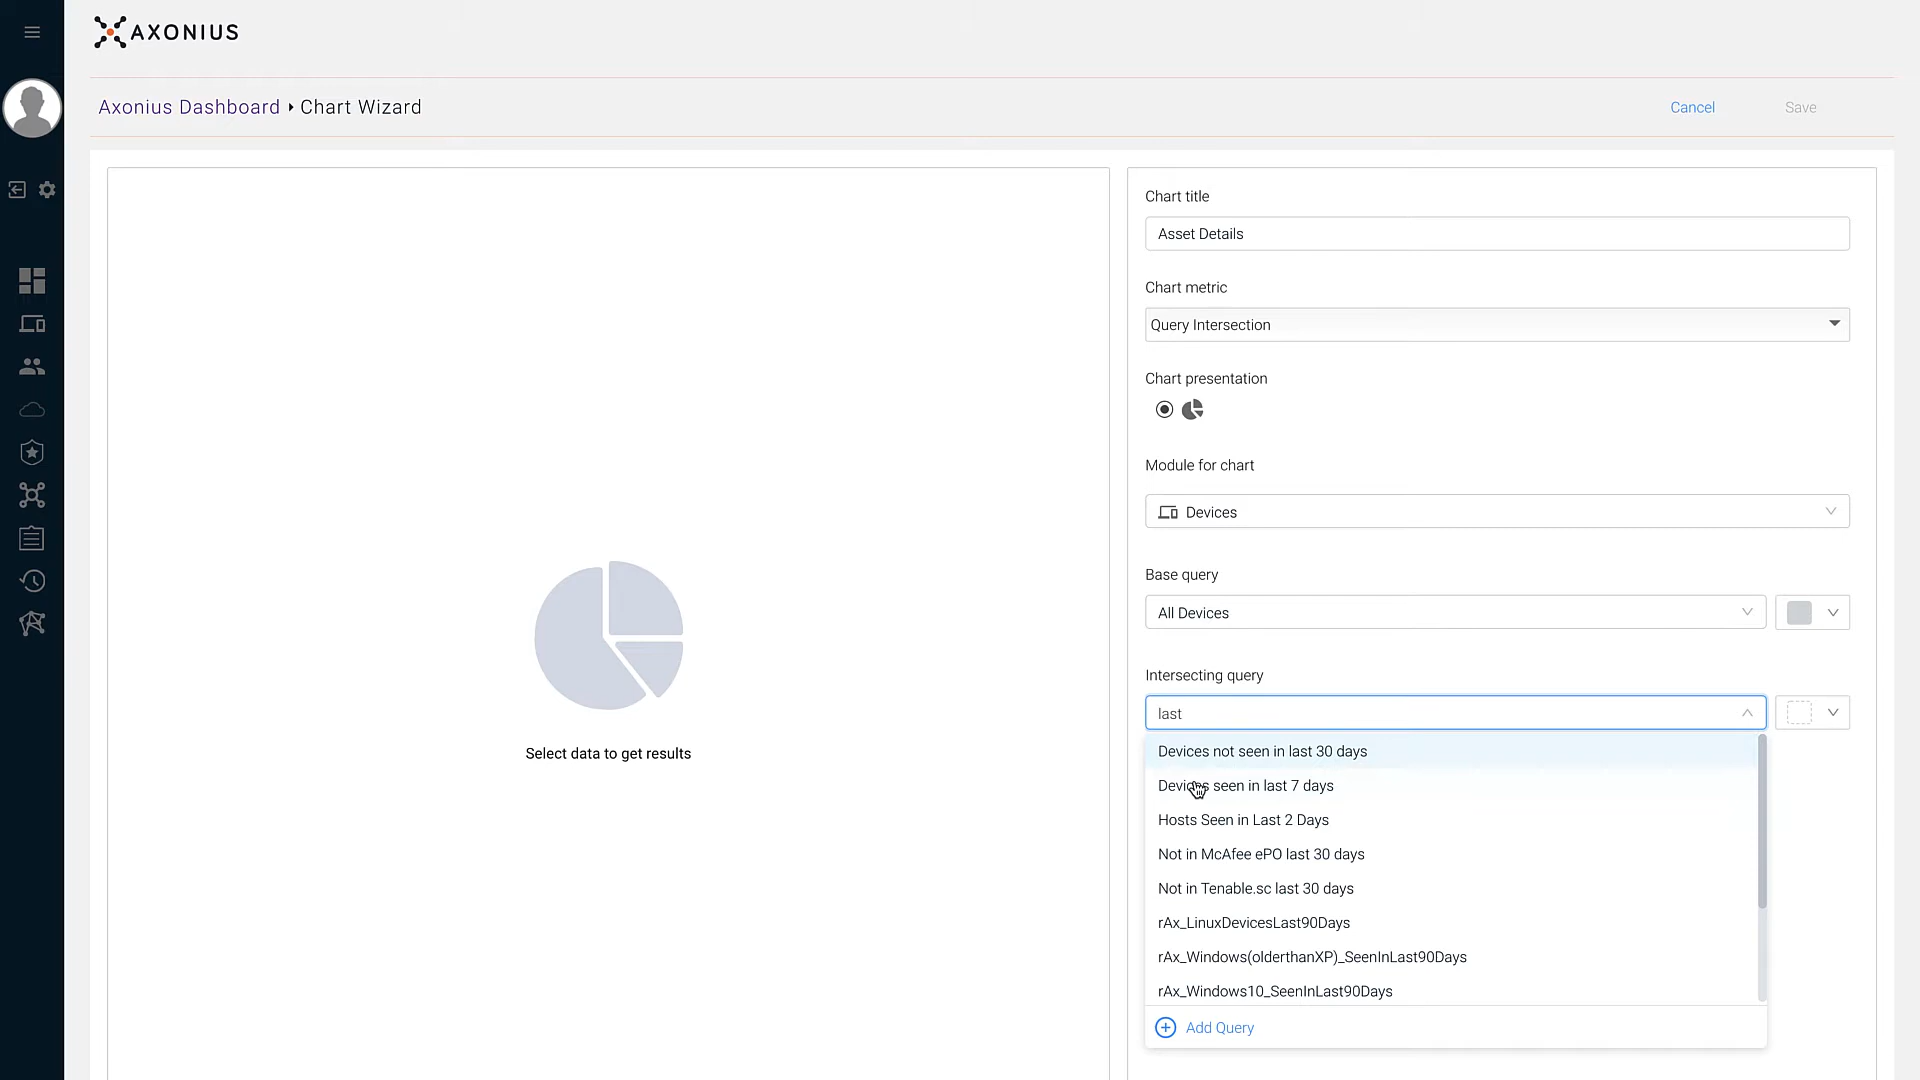 AXONIUS
Axonius Dashboard ▸ Chart Wizard
Cancel
Save
Select data to get results
Chart title
Asset Details
Chart metric
Query Intersection
Chart presentation
Module for chart
Devices
Base query
All Devices
Intersecting query
last
Devices not seen in last 30 days
Devices seen in last 7 days
Hosts Seen in Last 2 Days
Not in McAfee ePO last 30 days
Not in Tenable.sc last 30 days
rAx_LinuxDevicesLast90Days
rAx_Windows(olderthanXP)_SeenInLast90Days
rAx_Windows10_SeenInLast90Days
Add Query